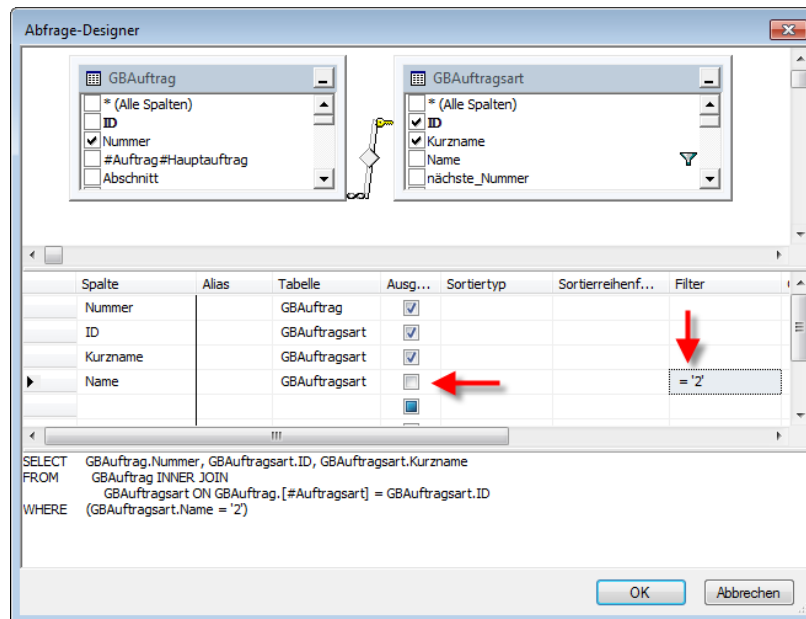 Abfrage-Designer
GBAuftrag
* (Alle Spalten)
ID
Nummer
#Auftrag#Hauptauftrag
Abschnitt
GBAuftragsart
* (Alle Spalten)
ID
Kurzname
Name
nächste_Nummer
Spalte Alias Tabelle Ausg... Sortiertyp Sortierreihenf... Filter
Nummer GBAuftrag
ID GBAuftragsart
Kurzname GBAuftragsart
Name GBAuftragsart = '2'
SELECT GBAuftrag.Nummer, GBAuftragsart.ID, GBAuftragsart.Kurzname
FROM GBAuftrag INNER JOIN
GBAuftragsart ON GBAuftrag.[#Auftragsart] = GBAuftragsart.ID
WHERE (GBAuftragsart.Name = '2')
OK Abbrechen